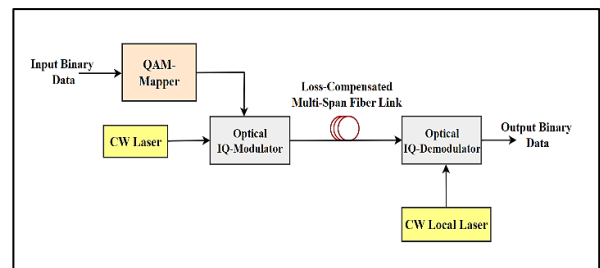 Input Binary
Data
QAM-
Mapper
Loss-Compensated
Multi-Span Fiber Link
CW Laser
Optical
IQ-Modulator
Optical
IQ-Demodulator
Output Binary
Data
CW Local Laser